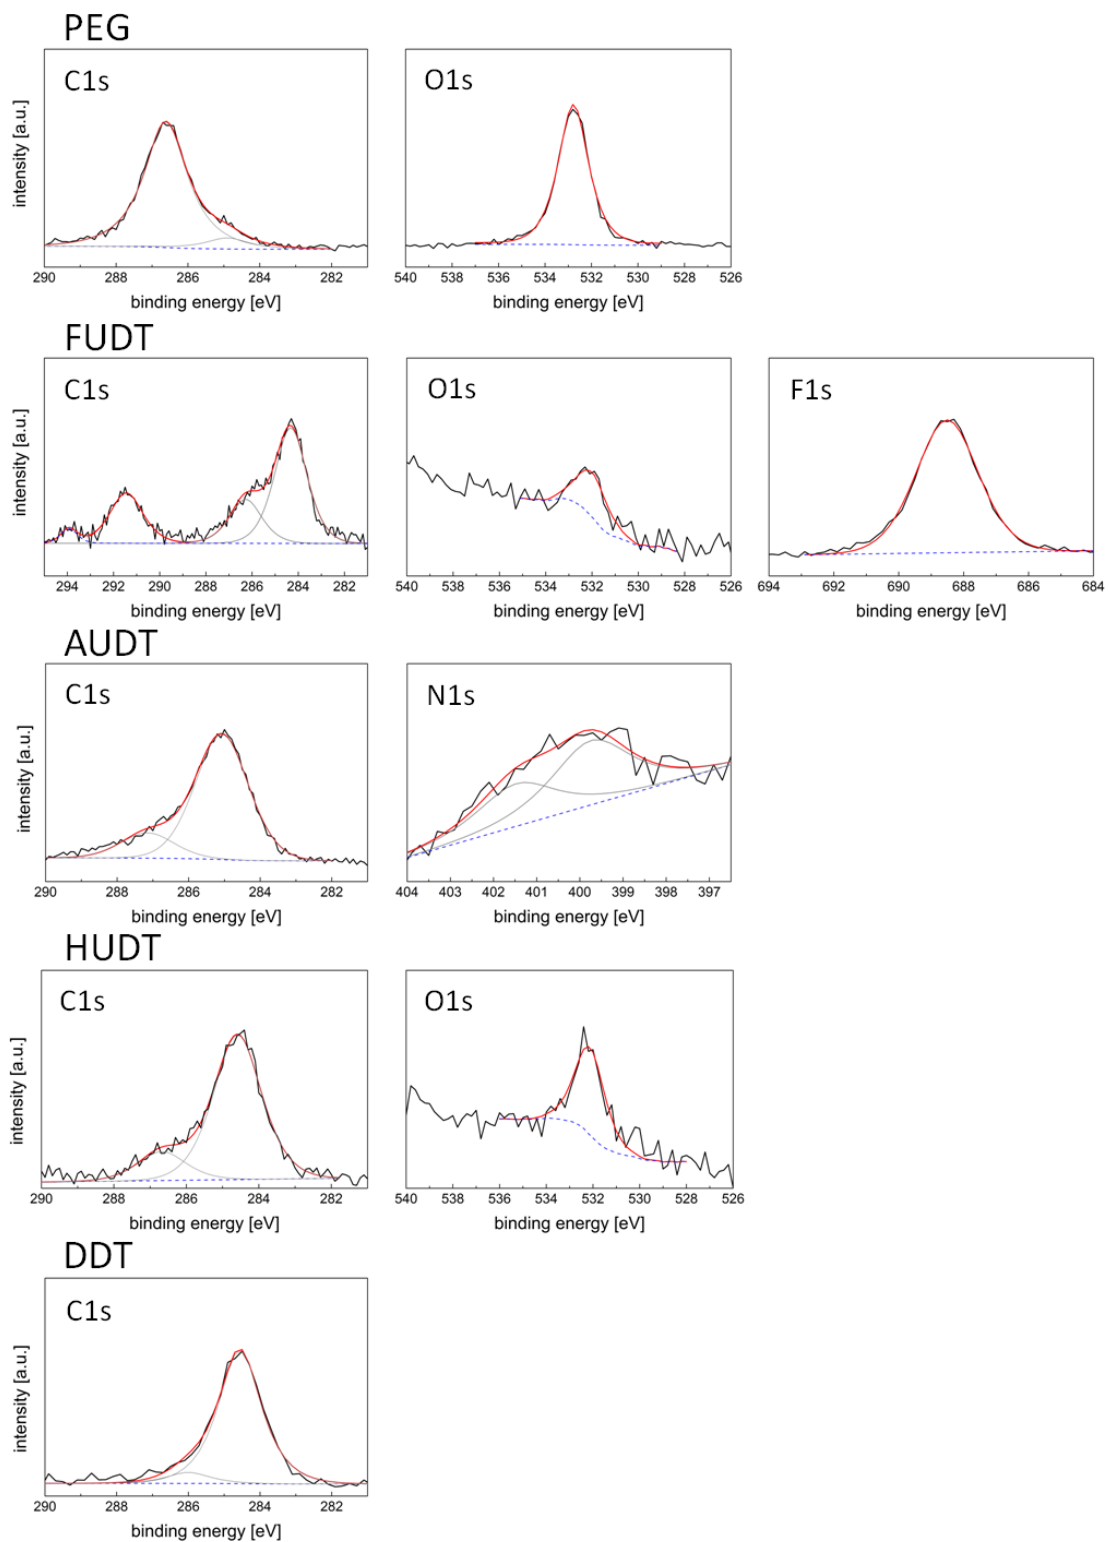 PEG
C1s
intensity [a.u.]
290 288 286 284 282
binding energy [eV]
O1s
540 538 536 534 532 530 528 526
binding energy [eV]
FUDT
C1s
intensity [a.u.]
294 292 290 288 286 284 282
binding energy [eV]
O1s
540 538 536 534 532 530 528 526
binding energy [eV]
F1s
694 692 690 688 686 684
binding energy [eV]
AUDT
C1s
intensity [a.u.]
290 288 286 284 282
binding energy [eV]
N1s
404 403 402 401 400 399 398 397
binding energy [eV]
HUDT
C1s
intensity [a.u.]
290 288 286 284 282
binding energy [eV]
O1s
540 538 536 534 532 530 528 526
binding energy [eV]
DDT
C1s
intensity [a.u.]
290 288 286 284 282
binding energy [eV]